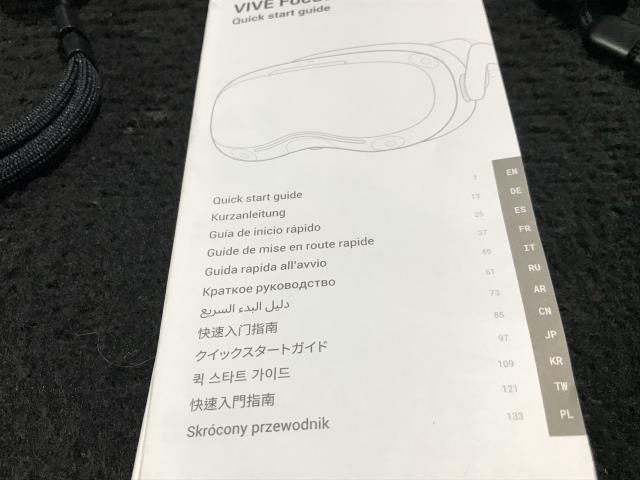 VIVE Focus
Quick start guide
Quick start guide 1 EN
Kurzanleitung 13 DE
Guía de inicio rápido 25 ES
Guide de mise en route rapide 37 FR
Guida rapida all'avvio 49 IT
Краткое руководство 61 RU
دليل البدء السريع 73 AR
快速入门指南 85 CN
クイックスタートガイド 97 JP
퀵 스타트 가이드 109 KR
快速入門指南 121 TW
Skrócony przewodnik 133 PL